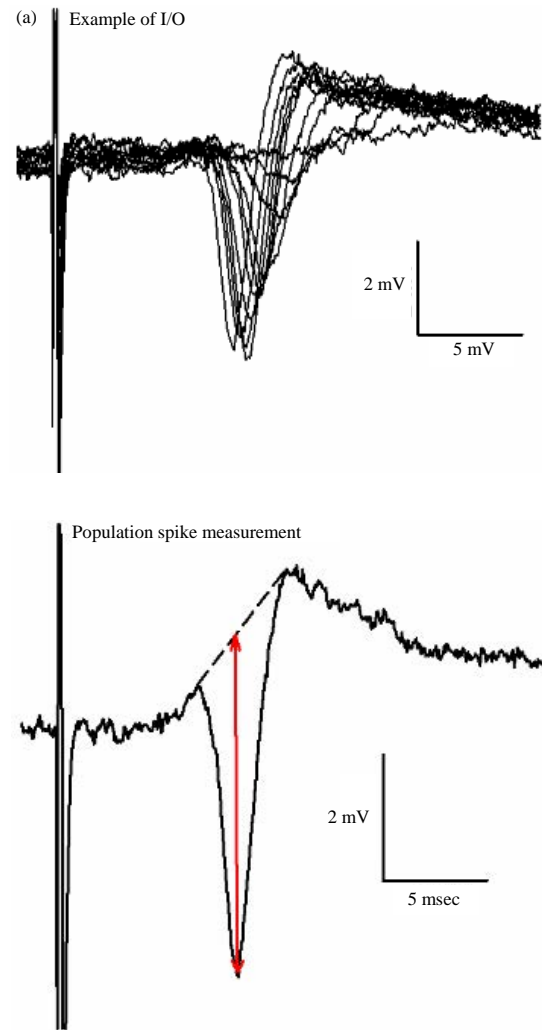 (a) Example of I/O
2 mV
5 mV
Population spike measurement
2 mV
5 msec